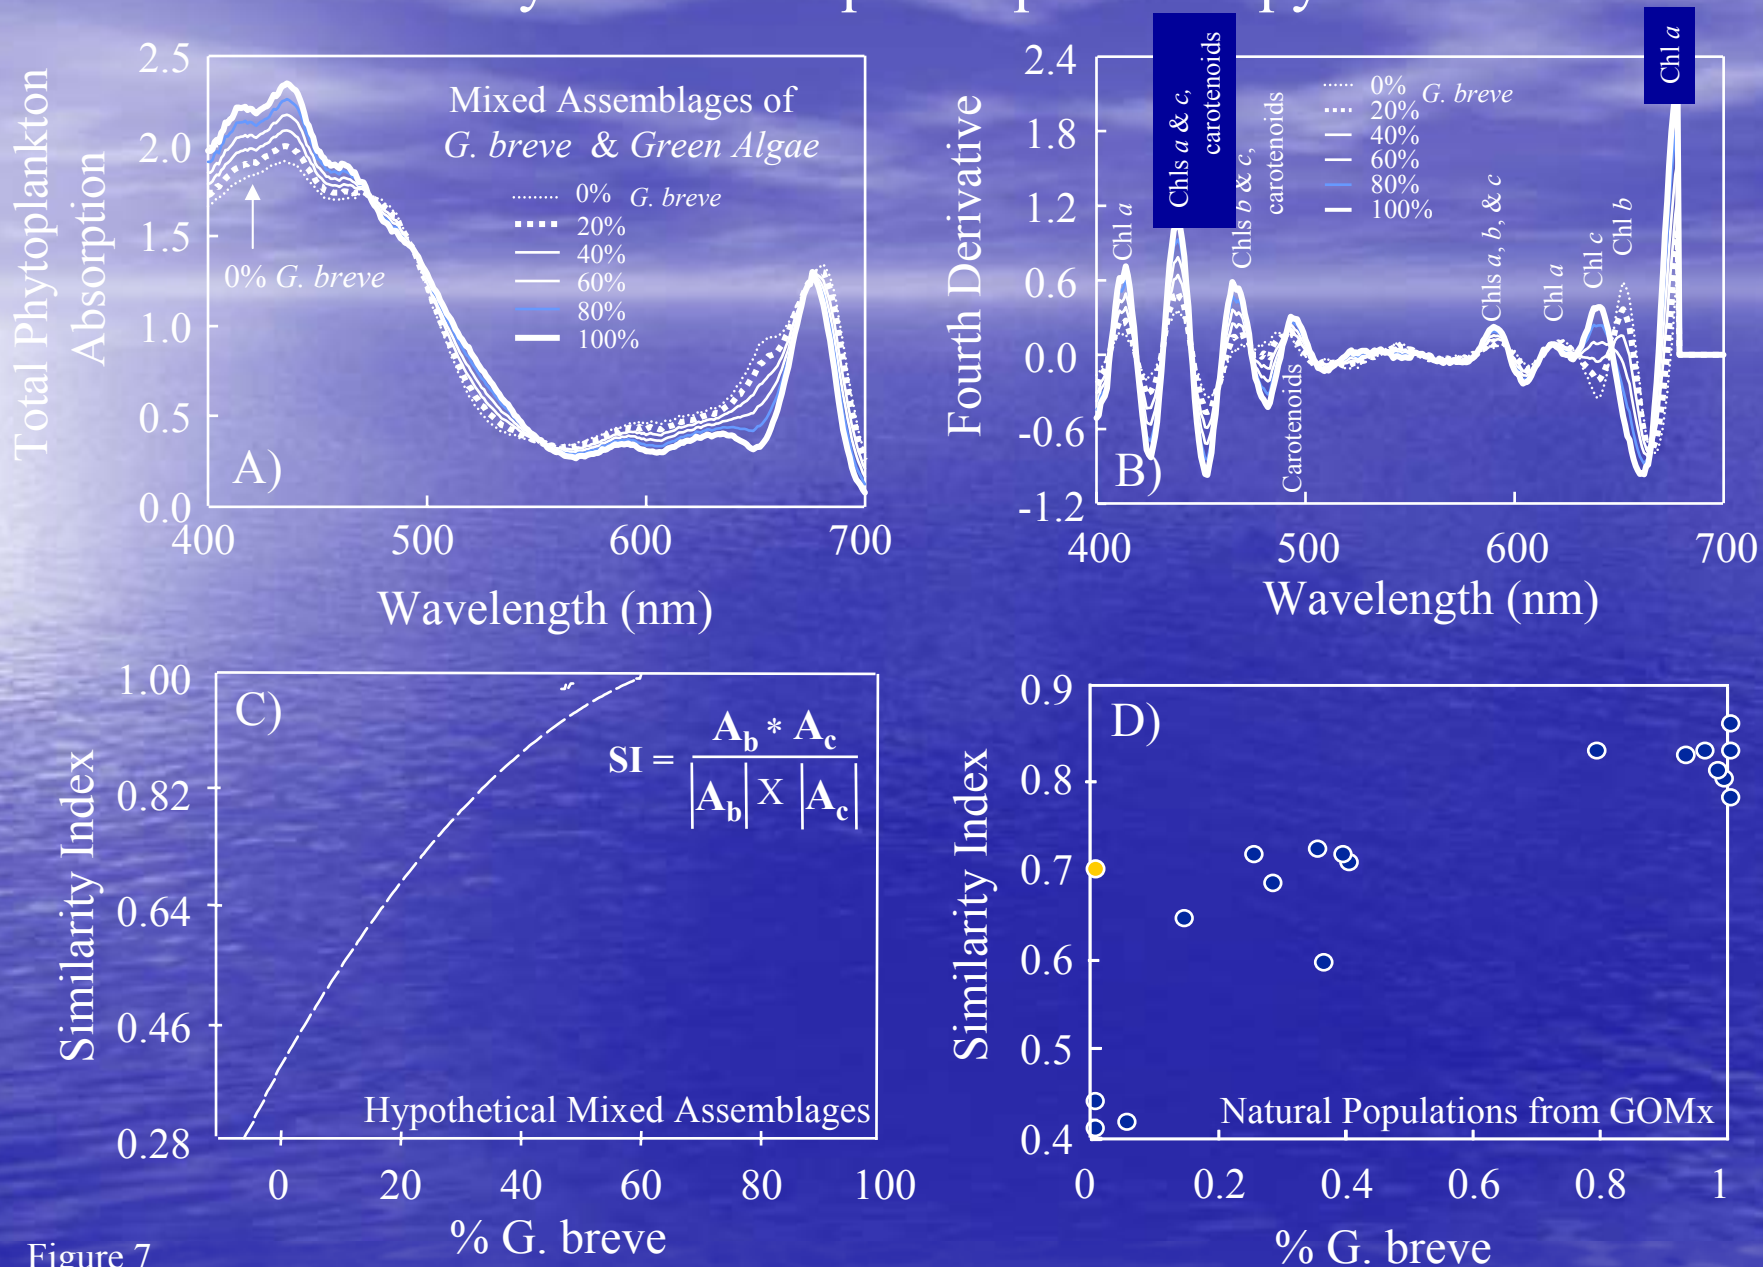 2.5
2.0
1.5
1.0
0.5
0.0
400
500
600
700
Total Phytoplankton
Absorption
Wavelength (nm)
Mixed Assemblages of
G. breve & Green Algae
0% G. breve
20%
40%
60%
80%
100%
0% G. breve
A)
2.4
1.8
1.2
0.6
0.0
-0.6
-1.2
400
500
600
700
Fourth Derivative
Wavelength (nm)
Chl a
Chls a & c,
carotenoids
Chls b & c,
carotenoids
Carotenoids
Chls a, b, & c
Chl a
Chl c
Chl b
Chl a
0% G. breve
20%
40%
60%
80%
100%
B)
1.00
0.82
0.64
0.46
0.28
0
20
40
60
80
100
Similarity Index
% G. breve
C)
SI = Ab * Ac
|Ab| X |Ac|
Hypothetical Mixed Assemblages
0.9
0.8
0.7
0.6
0.5
0.4
0
0.2
0.4
0.6
0.8
1
Similarity Index
% G. breve
D)
Natural Populations from GOMx
Figure 7